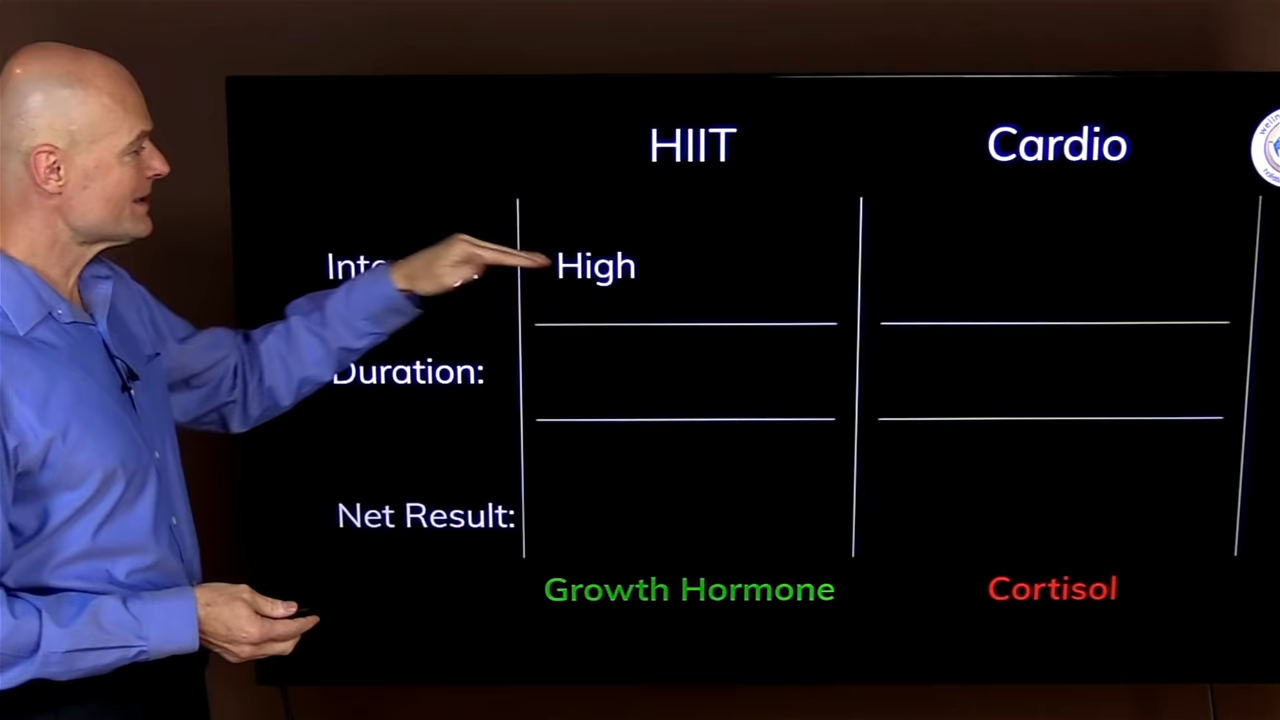 HIIT Cardio
High
Duration:
Net Result:
Growth Hormone Cortisol